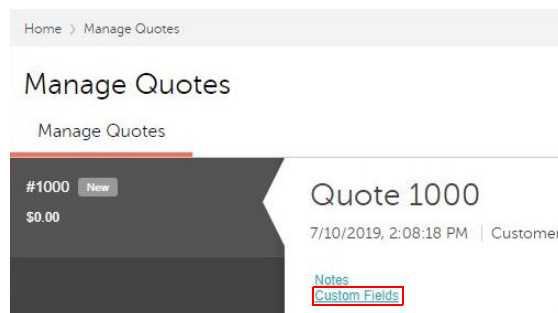 Home > Manage Quotes
Manage Quotes
Manage Quotes
#1000 New
$0.00
Quote 1000
7/10/2019, 2:08:18 PM | Customer
Notes
Custom Fields